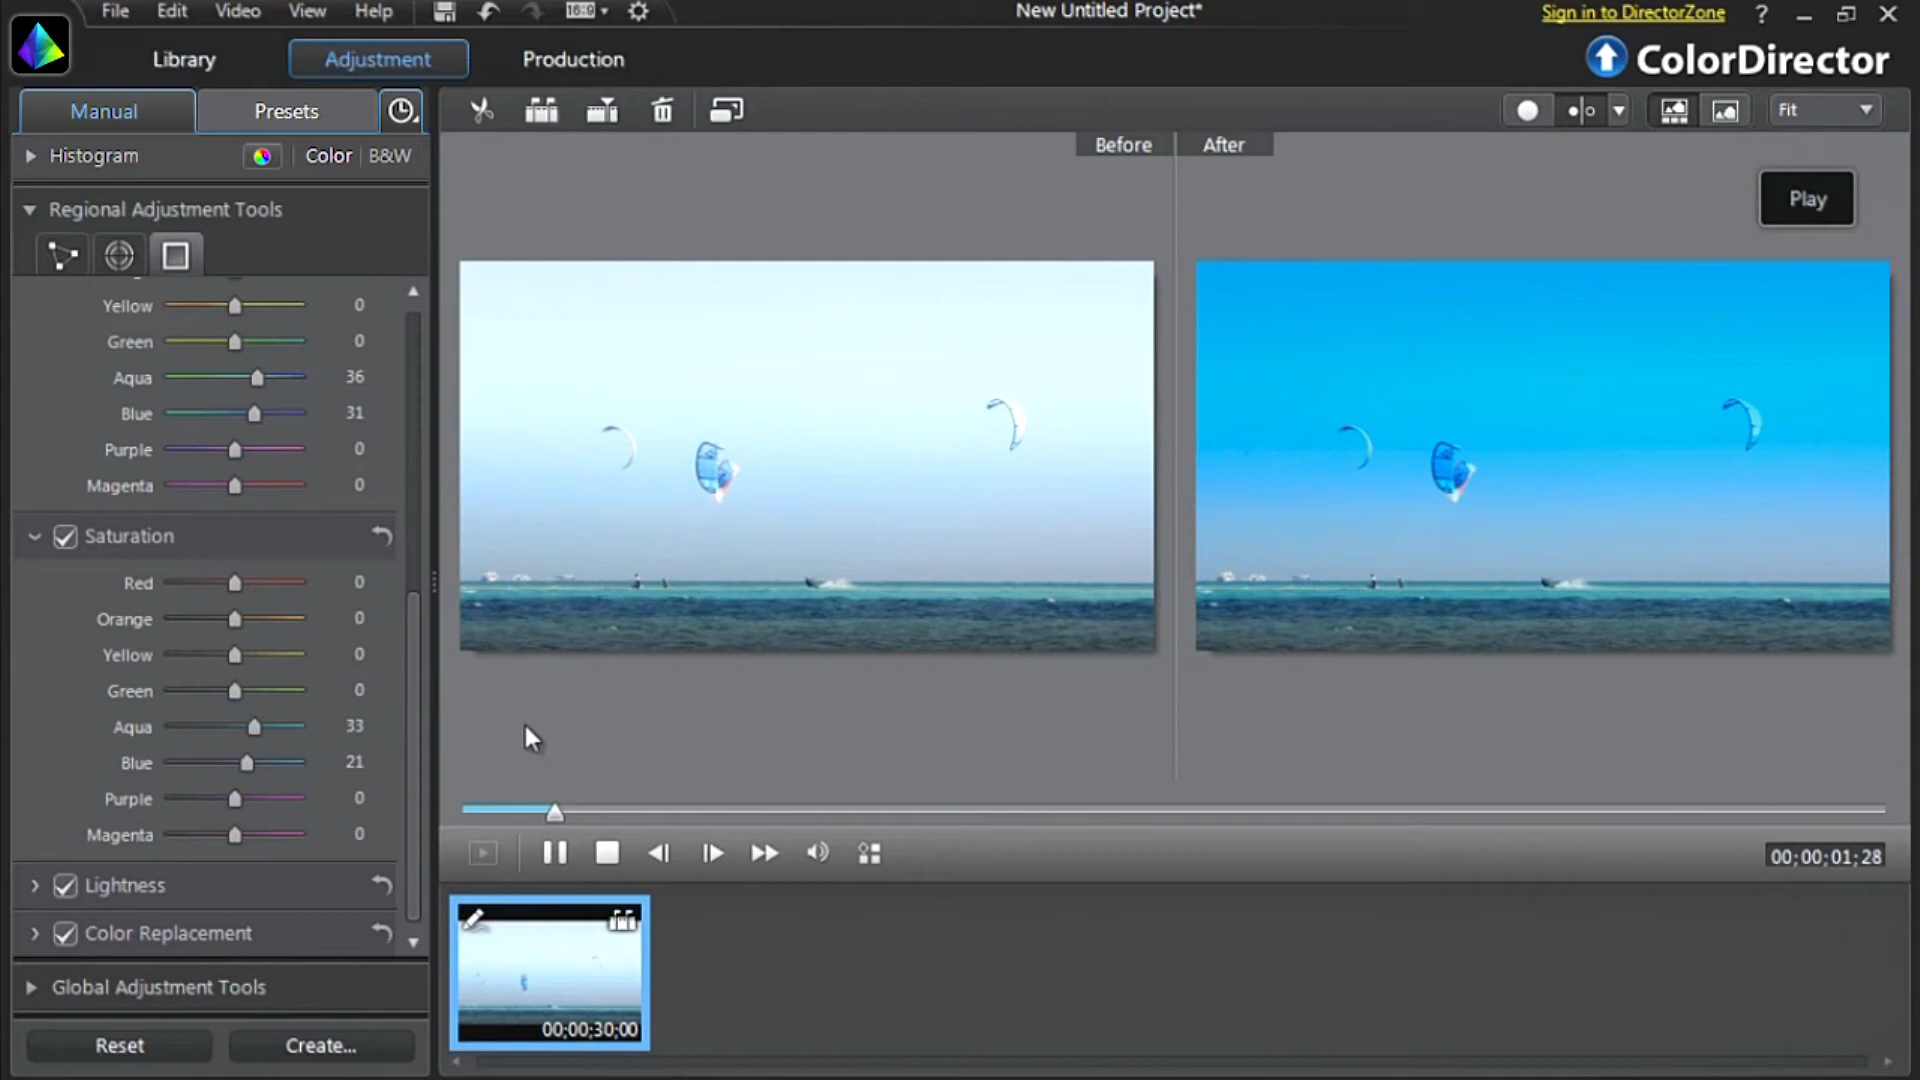 File Edit Video View Help 16:9 New Untitled Project* Sign in to DirectorZone ?
Library Adjustment Production ColorDirector
Manual Presets Fit
Histogram Color B&W Before After
Play
Regional Adjustment Tools
Yellow 0
Green 0
Aqua 36
Blue 31
Purple 0
Magenta 0
Saturation
Red 0
Orange 0
Yellow 0
Green 0
Aqua 33
Blue 21
Purple 0
Magenta 0
00;00;01;28
Lightness
Color Replacement
Global Adjustment Tools
00;00;30;00
Reset Create...